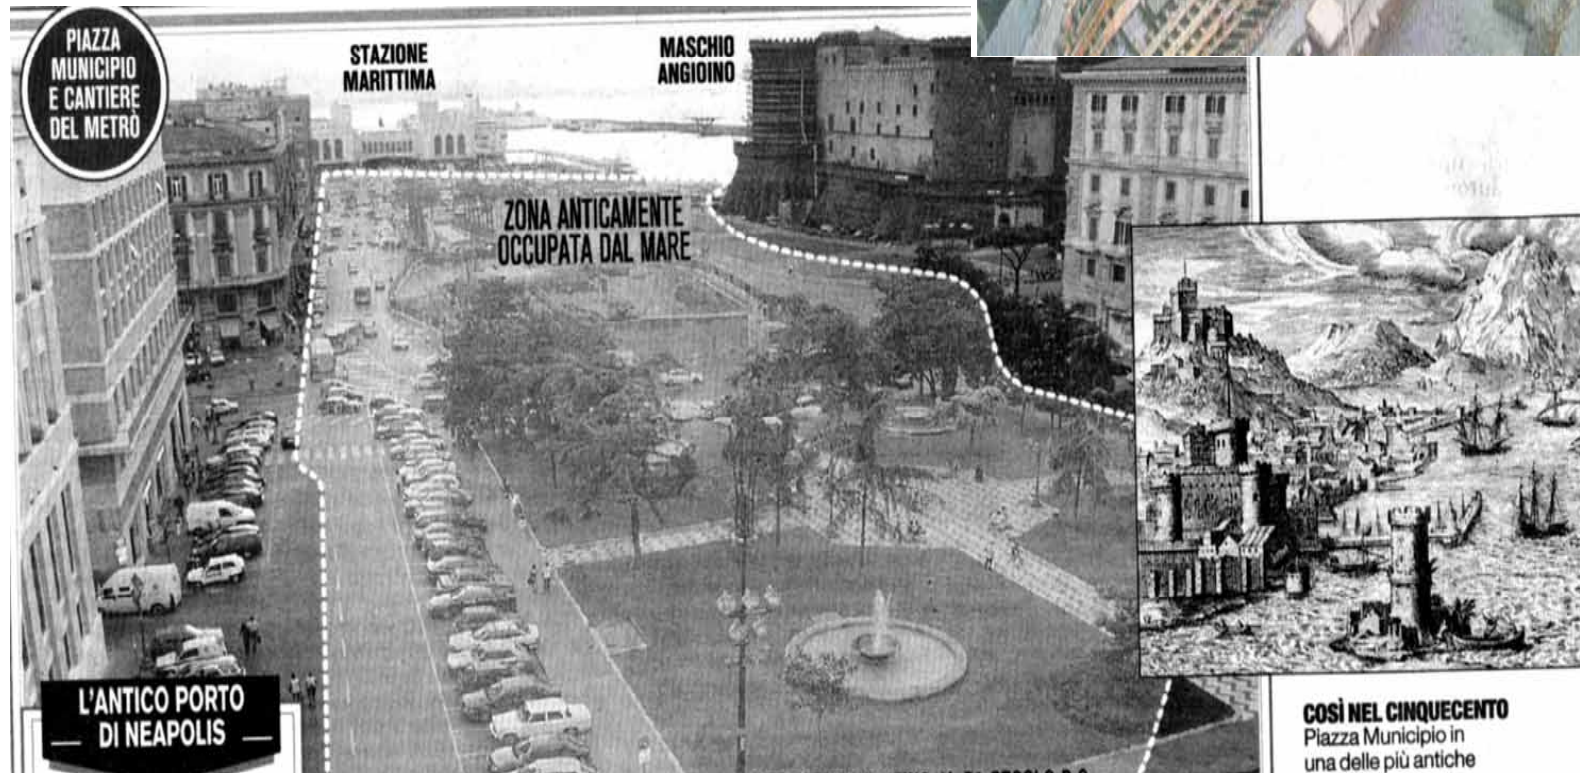 PIAZZA
MUNICIPIO
E CANTIERE
DEL METRÒ
STAZIONE
MARITTIMA
MASCHIO
ANGIOINO
ZONA ANTICAMENTE
OCCUPATA DAL MARE
L'ANTICO PORTO
DI NEAPOLIS
COSÌ NEL CINQUECENTO
Piazza Municipio in
una delle più antiche